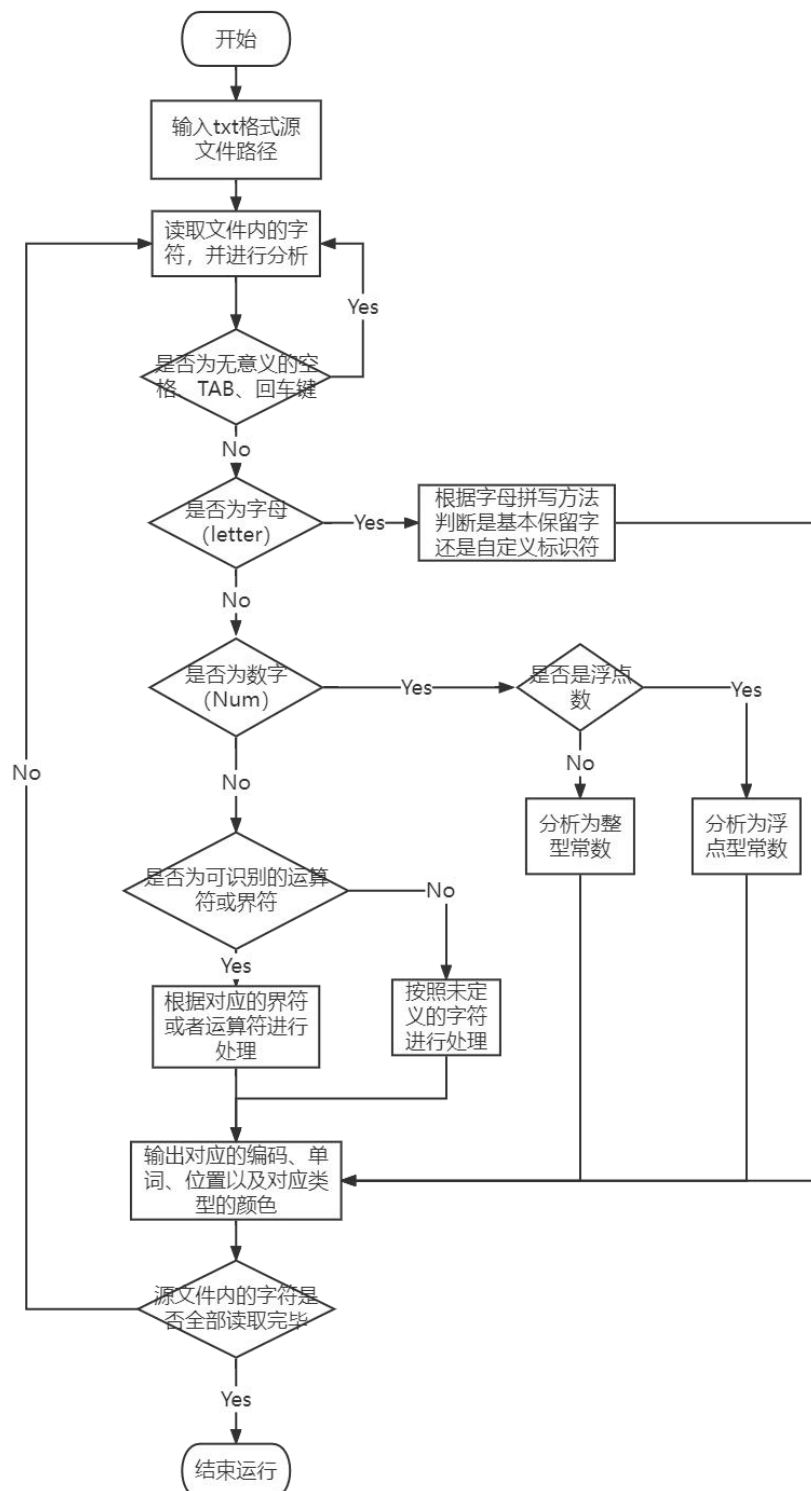 开始
输入txt格式源
文件路径
读取文件内的字
符，并进行分析
Yes
是否为无意义的空
格、TAB、回车键
No
是否为字母
（letter）
Yes
根据字母拼写方法
判断是基本保留字
还是自定义标识符
No
是否为数字
（Num）
Yes
是否是浮点
数
Yes
No
No
No
分析为整
型常数
分析为浮
点型常数
是否为可识别的运算
符或界符
No
Yes
根据对应的界符
或者运算符进行
处理
按照未定
义的字符
进行处理
输出对应的编码、单
词、位置以及对应类
型的颜色
源文件内的字符是
否全部读取完毕
Yes
结束运行